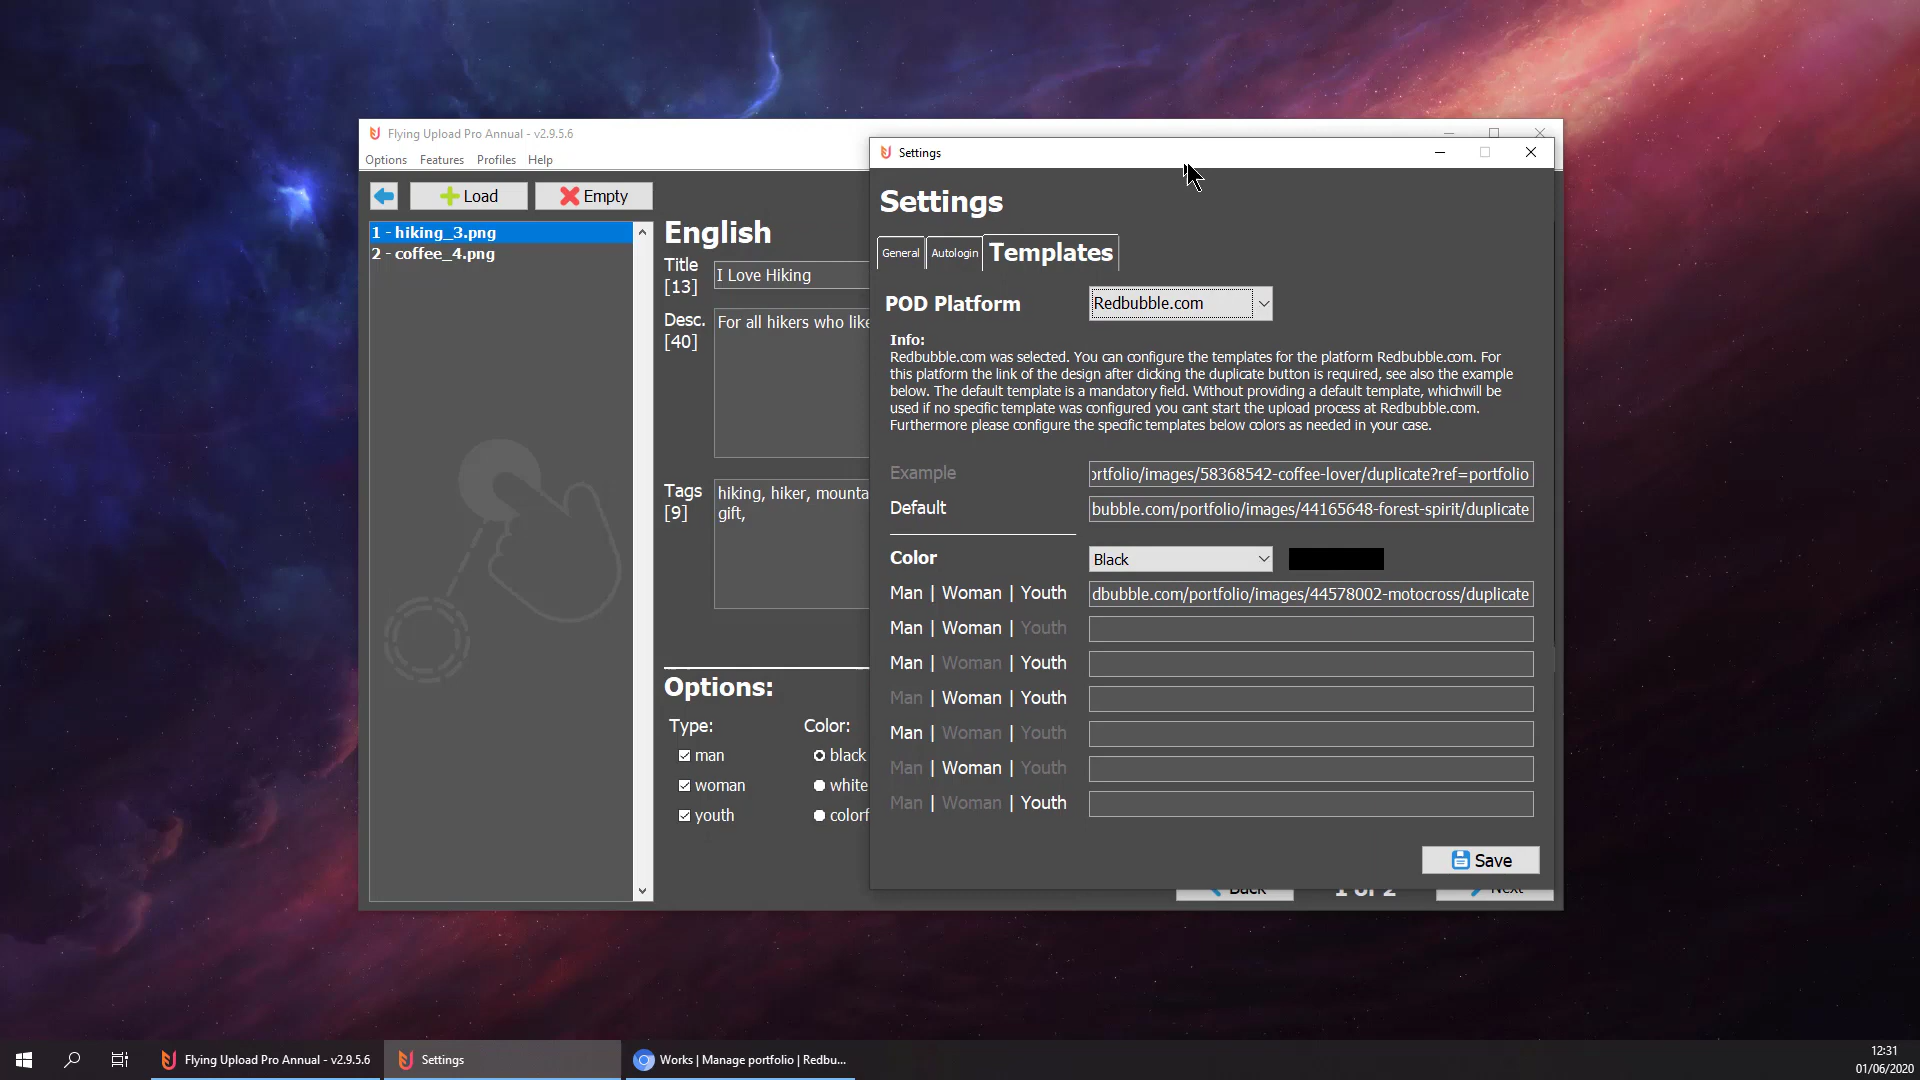 Flying Upload Pro Annual - v2.9.5.6
Options Features Profiles Help
Load
Empty
1 - hiking_3.png
2 - coffee_4.png
English
Title
[13]
I Love Hiking
Desc.
[40]
For all hikers who like
Tags
[9]
hiking, hiker, mounta
gift,
Options:
Type:
Color:
man
black
woman
white
youth
colorf
Back
1 of 2
Next
Settings
Settings
General
Autologin
Templates
POD Platform
Redbubble.com
Info:
Redbubble.com was selected. You can configure the templates for the platform Redbubble.com. For
this platform the link of the design after clicking the duplicate button is required, see also the example
below. The default template is a mandatory field. Without providing a default template, whichwill be
used if no specific template was configured you cant start the upload process at Redbubble.com.
Furthermore please configure the specific templates below colors as needed in your case.
Example
ortfolio/images/58368542-coffee-lover/duplicate?ref=portfolio
Default
bubble.com/portfolio/images/44165648-forest-spirit/duplicate
Color
Black
Man | Woman | Youth
dbubble.com/portfolio/images/44578002-motocross/duplicate
Man | Woman | Youth
Man | Woman | Youth
Man | Woman | Youth
Man | Woman | Youth
Man | Woman | Youth
Man | Woman | Youth
Save
Flying Upload Pro Annual - v2.9.5.6
Settings
Works | Manage portfolio | Redbu...
12:31
01/06/2020